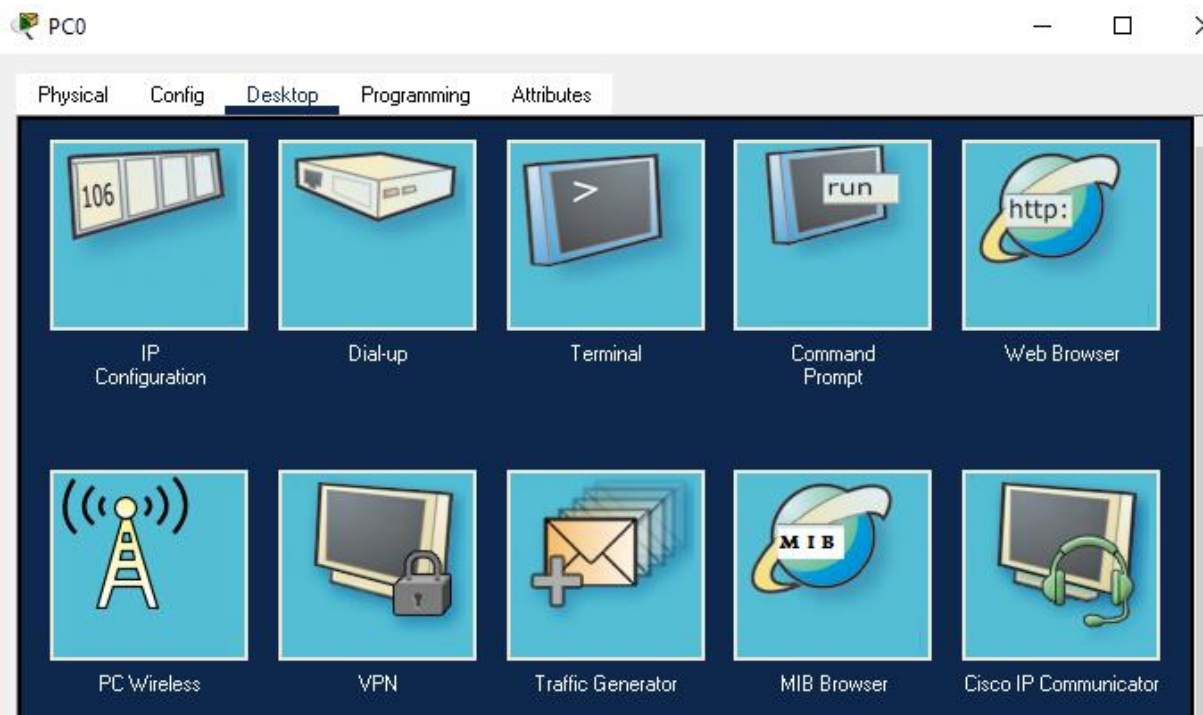 PC0
Physical Config Desktop Programming Attributes
106
>
run
http:
IP
Configuration
Dial-up
Terminal
Command
Prompt
Web Browser
MIB
PC Wireless
VPN
Traffic Generator
MIB Browser
Cisco IP Communicator